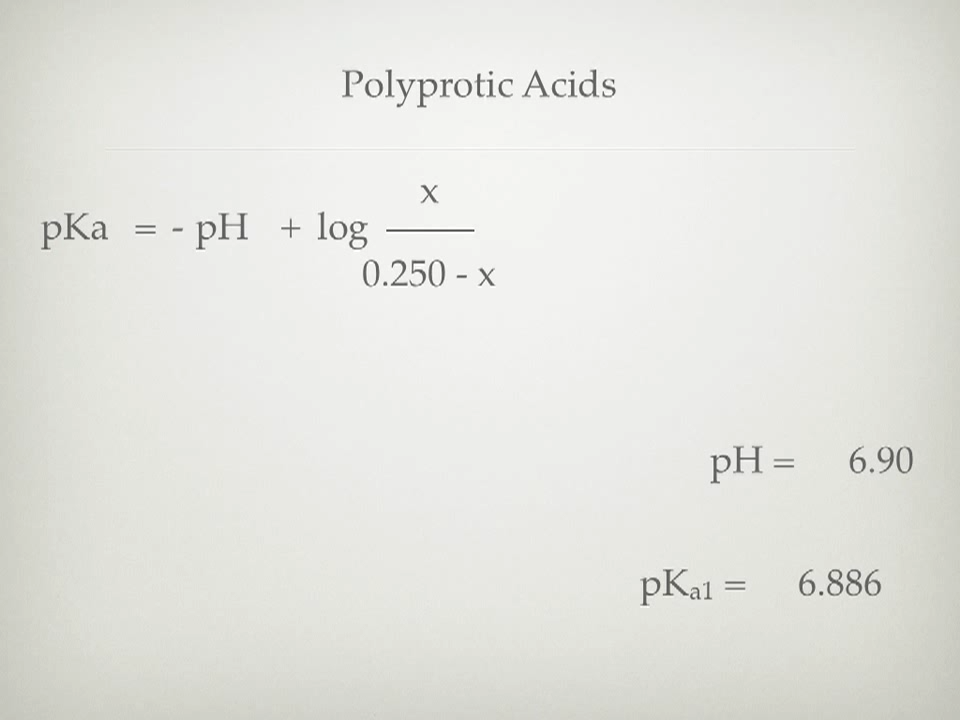 Polyprotic Acids
x
pKa = - pH + log
0.250 - x
pH = 6.90
pKa1 = 6.886